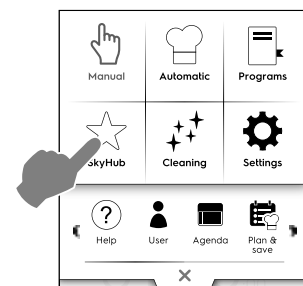 Manual Automatic Programs
SkyHub Cleaning Settings
? Help User Agenda Plan &
save